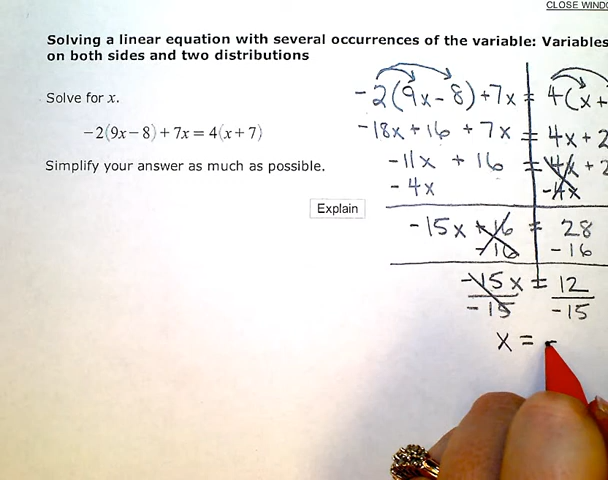 CLOSE WINDO
Solving a linear equation with several occurrences of the variable: Variables
on both sides and two distributions
Solve for x.
−2(9x−8)+7x=4(x+7)
Simplify your answer as much as possible.
Explain
-2(9x-8)+7x = 4(x+
-18x+16 +7x = 4x+2
-11x + 16 = 4x + 2
-4x -4x
-15x +16 = 28
-16 -16
-15x = 12
-15 -15
x = -